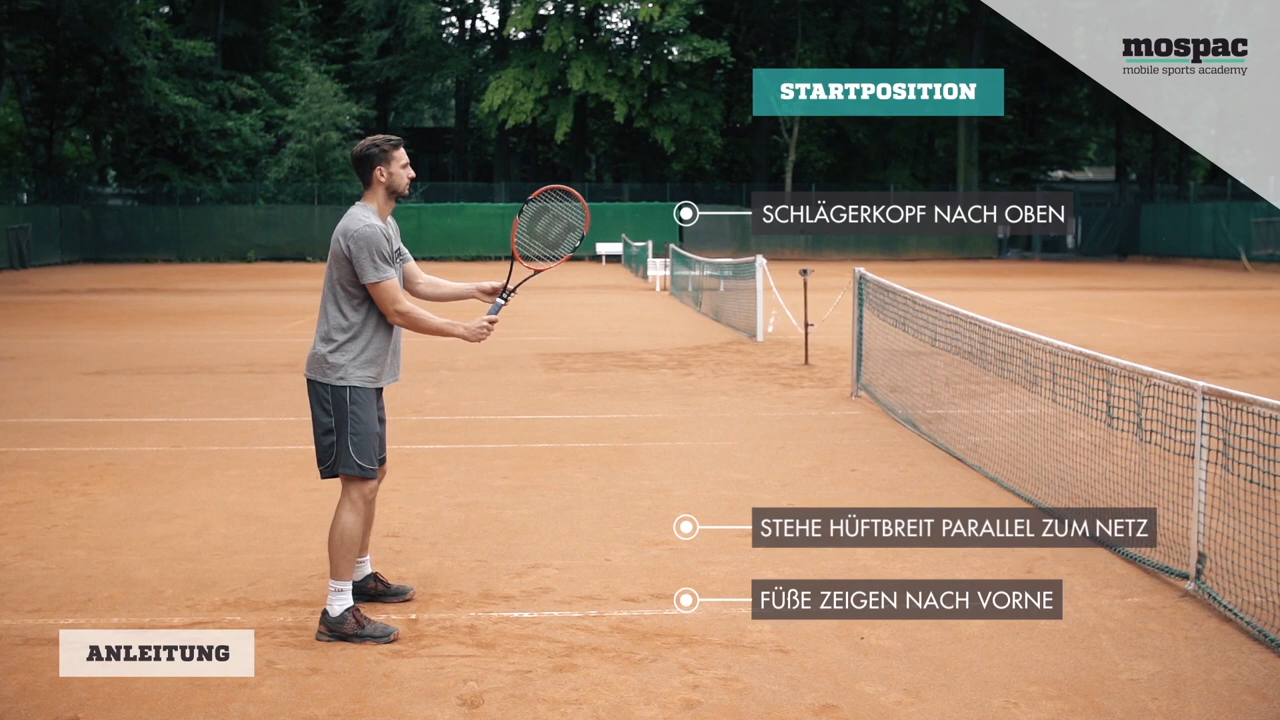 mospac
mobile sports academy
STARTPOSITION
SCHLÄGERKOPF NACH OBEN
STEHE HÜFTBREIT PARALLEL ZUM NETZ
FÜẞE ZEIGEN NACH VORNE
ANLEITUNG